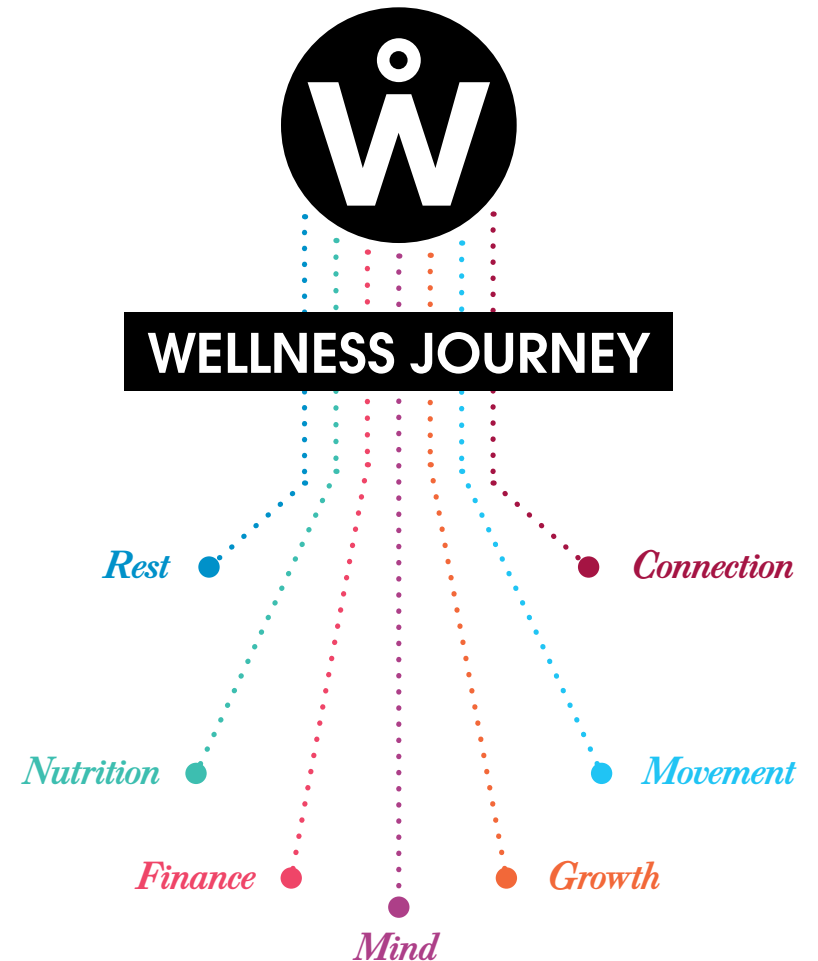 W
WELLNESS JOURNEY
Rest
Connection
Nutrition
Movement
Finance
Growth
Mind